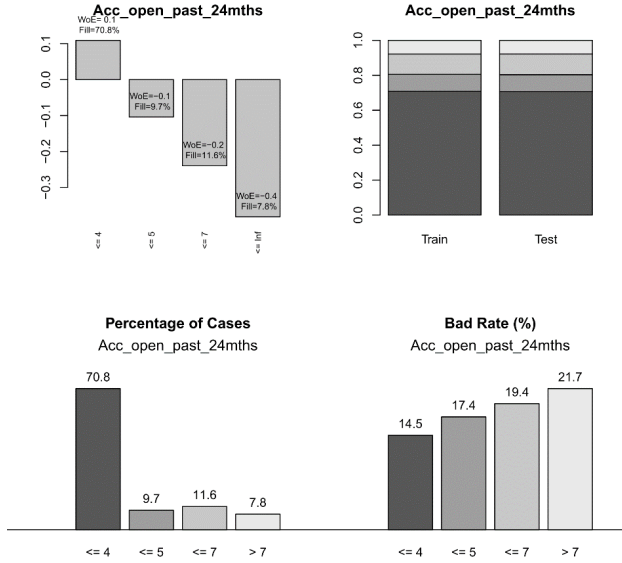 Acc_open_past_24mths
WoE= 0.1
Fill=70.8%
WoE=−0.1
Fill=9.7%
WoE=−0.2
Fill=11.6%
WoE=−0.4
Fill=7.8%
0.1
0.0
−0.1
−0.2
−0.3
<= 4
<= 5
<= 7
<= Inf
Acc_open_past_24mths
1.0
0.8
0.6
0.4
0.2
0.0
Train
Test
Percentage of Cases
Acc_open_past_24mths
70.8
9.7
11.6
7.8
<= 4
<= 5
<= 7
> 7
Bad Rate (%)
Acc_open_past_24mths
14.5
17.4
19.4
21.7
<= 4
<= 5
<= 7
> 7